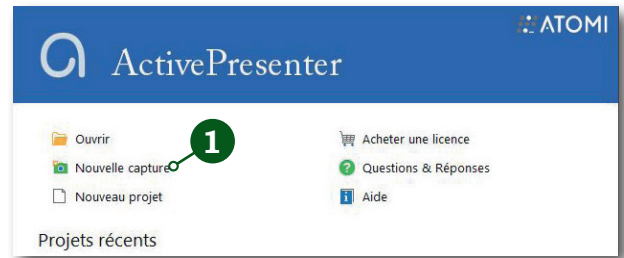 ATOMI
ActivePresenter
Ouvrir
1
Acheter une licence
Nouvelle capture
Questions & Réponses
Nouveau projet
Aide
Projets récents